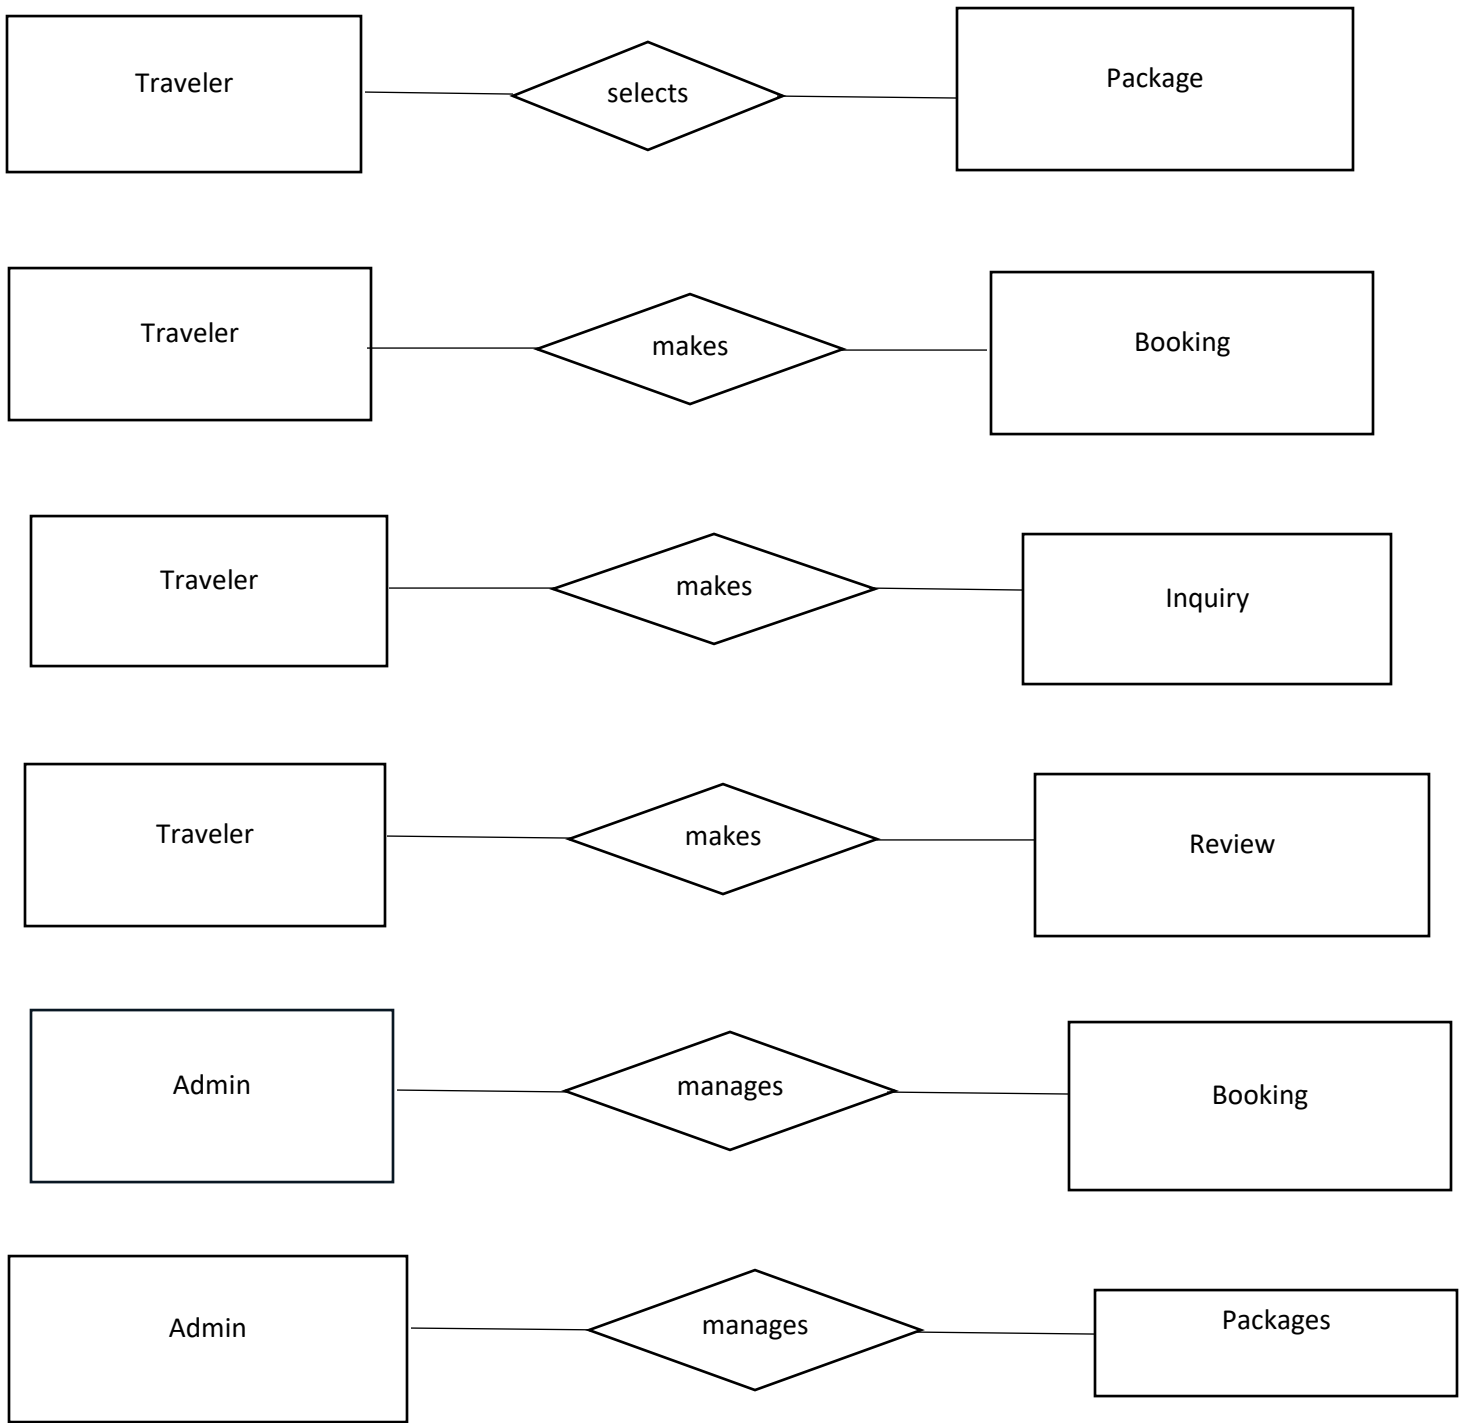 Traveler selects Package
Traveler makes Booking
Traveler makes Inquiry
Traveler makes Review
Admin manages Booking
Admin manages Packages